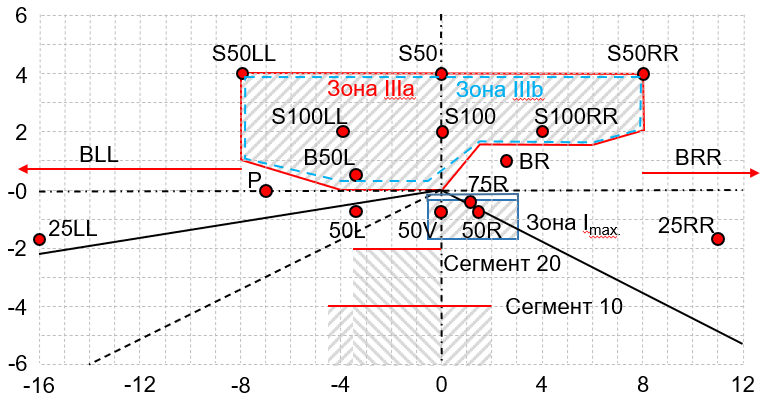 6
S50LL
S50
S50RR
4
Зона IIIa
Зона IIIb
S100LL
S100
S100RR
2
BLL
B50L
BR
BRR
P
75R
-0
25LL
50L
50V
50R
Зона Imax.
25RR
-2
Сегмент 20
-4
Сегмент 10
-6
-16
-12
-8
-4
0
4
8
12